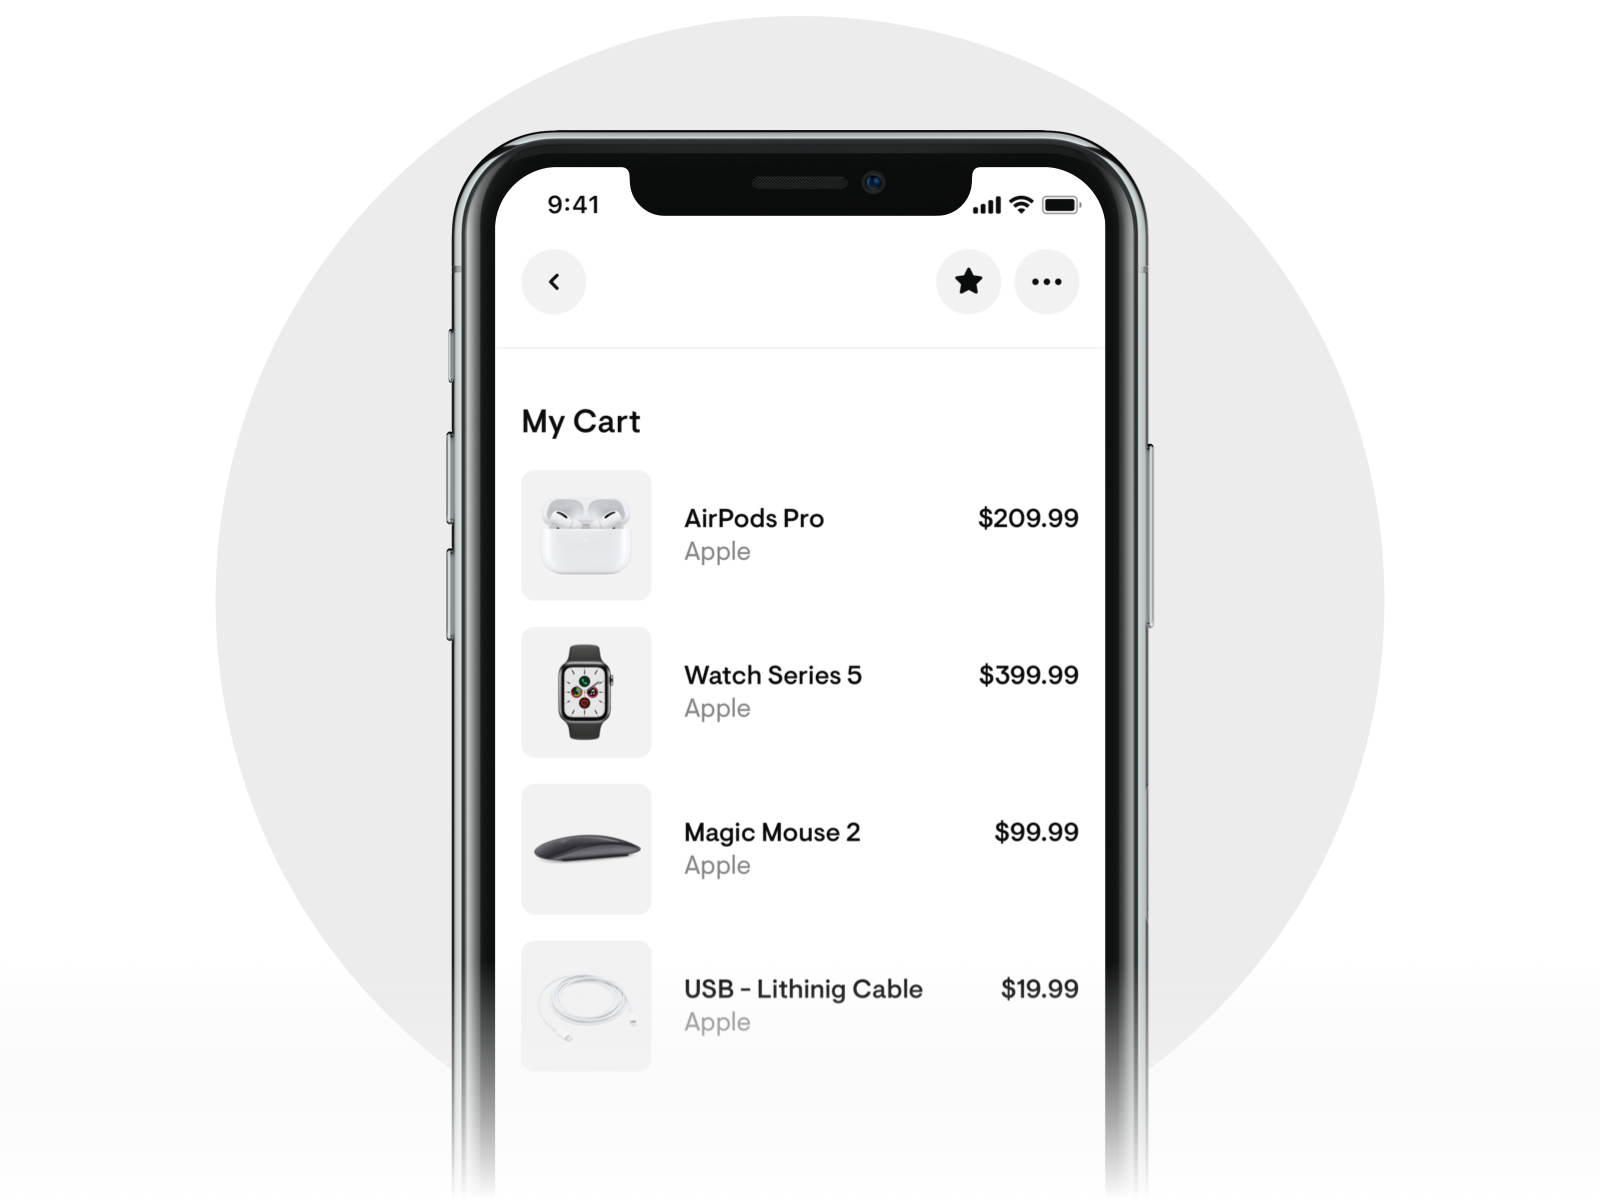 9:41
My Cart
AirPods Pro $209.99
Apple
Watch Series 5 $399.99
Apple
Magic Mouse 2 $99.99
Apple
USB - Lithinig Cable $19.99
Apple